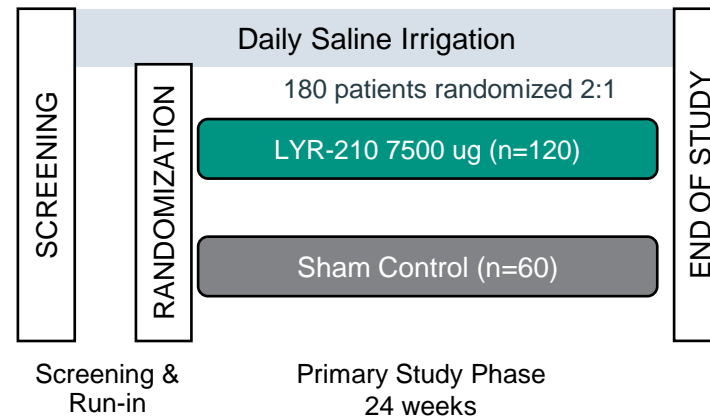 Daily Saline Irrigation
SCREENING
RANDOMIZATION
180 patients randomized 2:1
LYR-210 7500 ug (n=120)
Sham Control (n=60)
END OF STUDY
Screening &
Run-in
Primary Study Phase
24 weeks